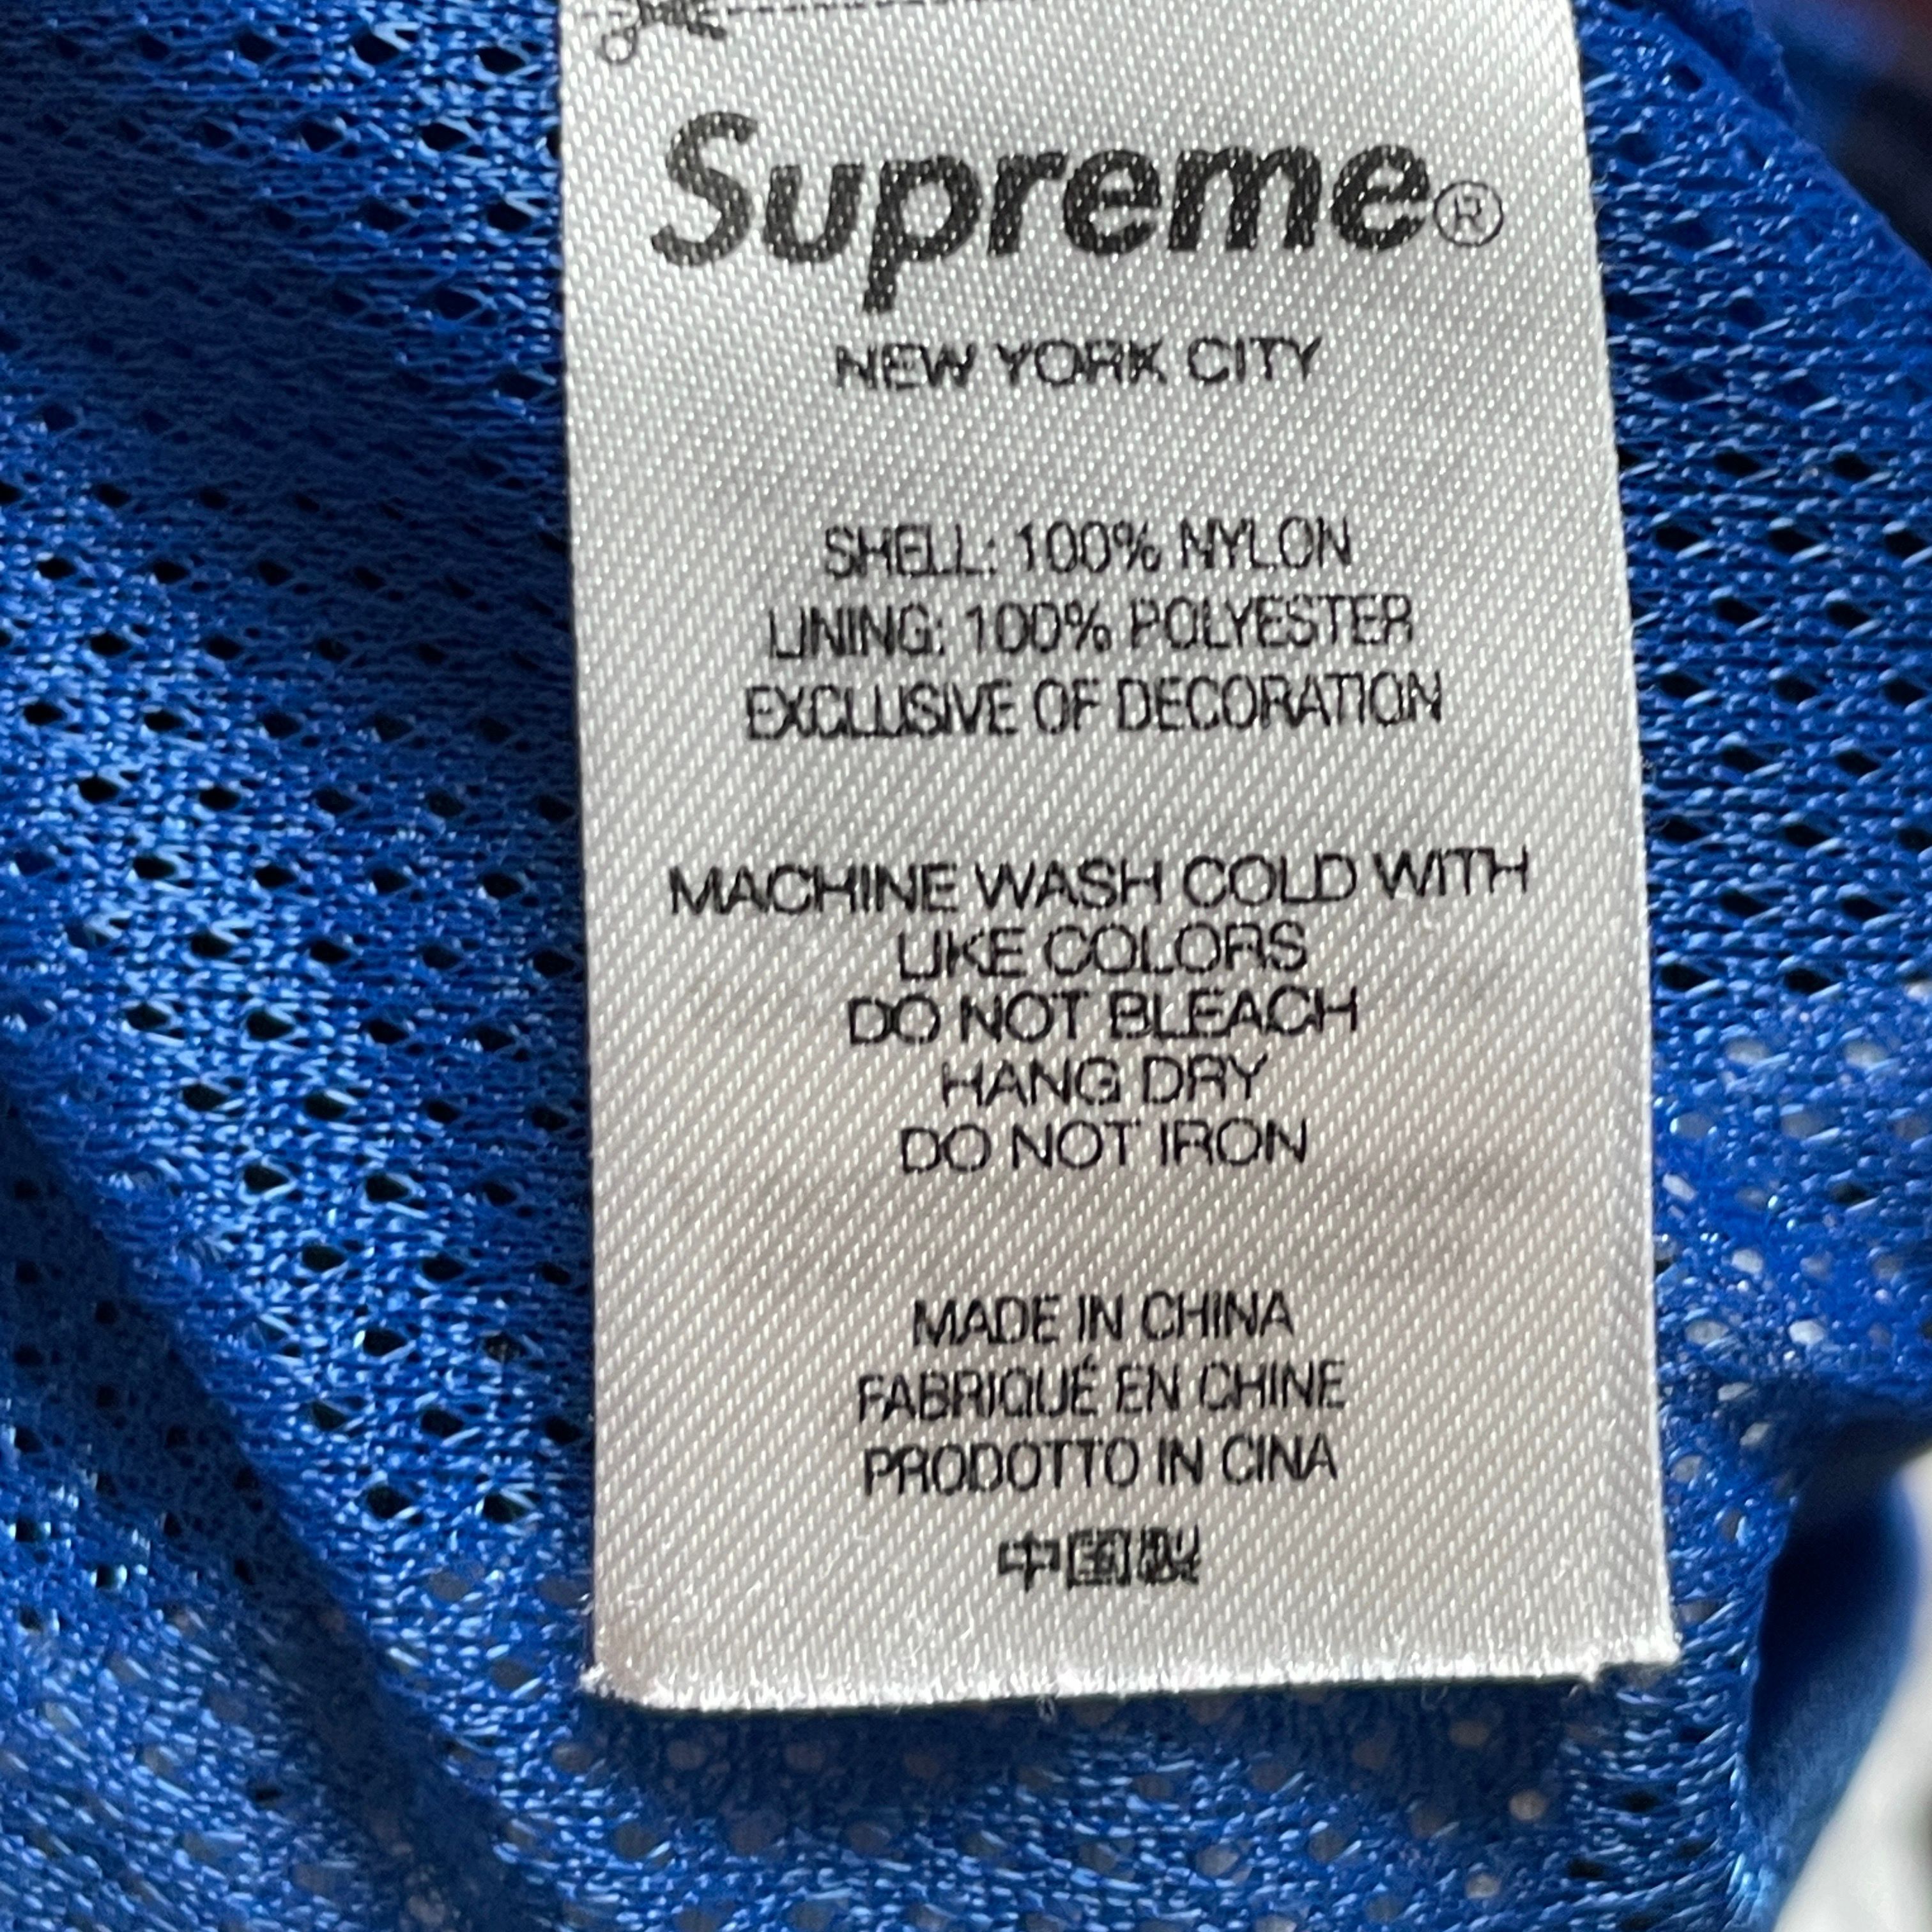 Supreme®
NEW YORK CITY
SHELL: 100% NYLON
LINING: 100% POLYESTER
EXCLUSIVE OF DECORATION
MACHINE WASH COLD WITH
LIKE COLORS
DO NOT BLEACH
HANG DRY
DO NOT IRON
MADE IN CHINA
FABRIQUÉ EN CHINE
PRODOTTO IN CINA
中国製